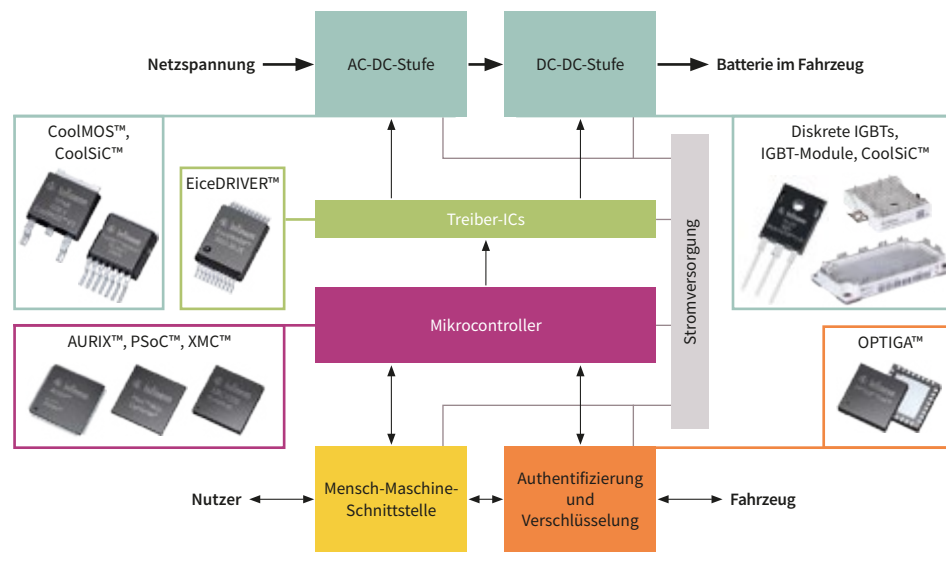 Netzspannung
AC-DC-Stufe
DC-DC-Stufe
Batterie im Fahrzeug
CoolMOS™,
CoolSiC™
EiceDRIVER™
Diskrete IGBTs,
IGBT-Module, CoolSiC™
Treiber-ICs
Stromversorgung
Mikrocontroller
AURIX™, PSoC™, XMC™
OPTIGA™
Nutzer
Mensch-Maschine-
Schnittstelle
Authentifizierung
und
Verschlüsselung
Fahrzeug